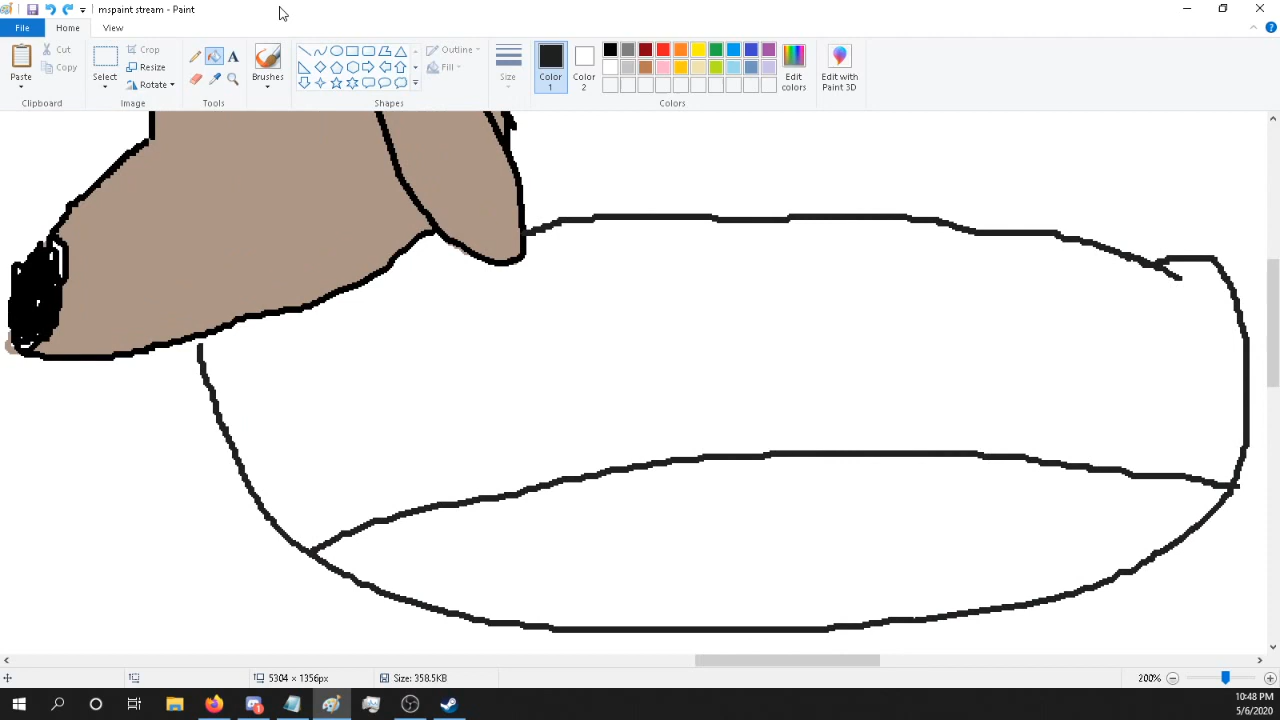 mspaint stream - Paint
File Home View
Paste
Cut
Copy
Clipboard
Select
Crop
Resize
Rotate
Image
A
Tools
Brushes
Outline
Fill
Shapes
Size
Color 1
Color 2
Edit colors
Colors
Edit with Paint 3D
5304 × 1356px
Size: 358.5KB
200%
10:48 PM
5/6/2020